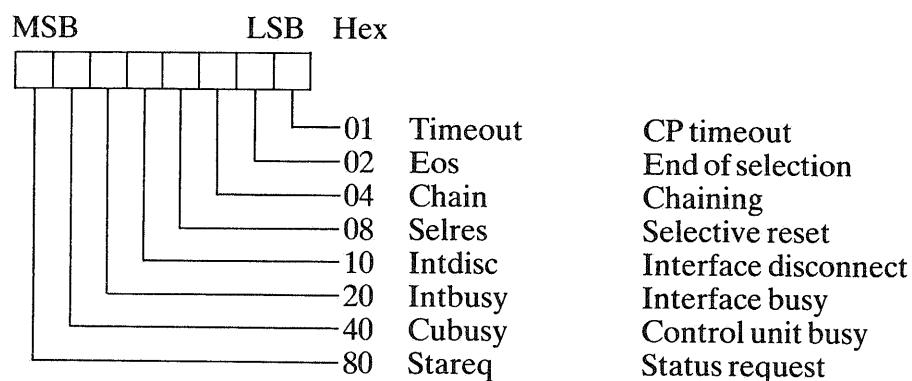 MSB LSB Hex
01 Timeout CP timeout
02 Eos End of selection
04 Chain Chaining
08 Selres Selective reset
10 Intdisc Interface disconnect
20 Intbusy Interface busy
40 Cubusy Control unit busy
80 Stareq Status request